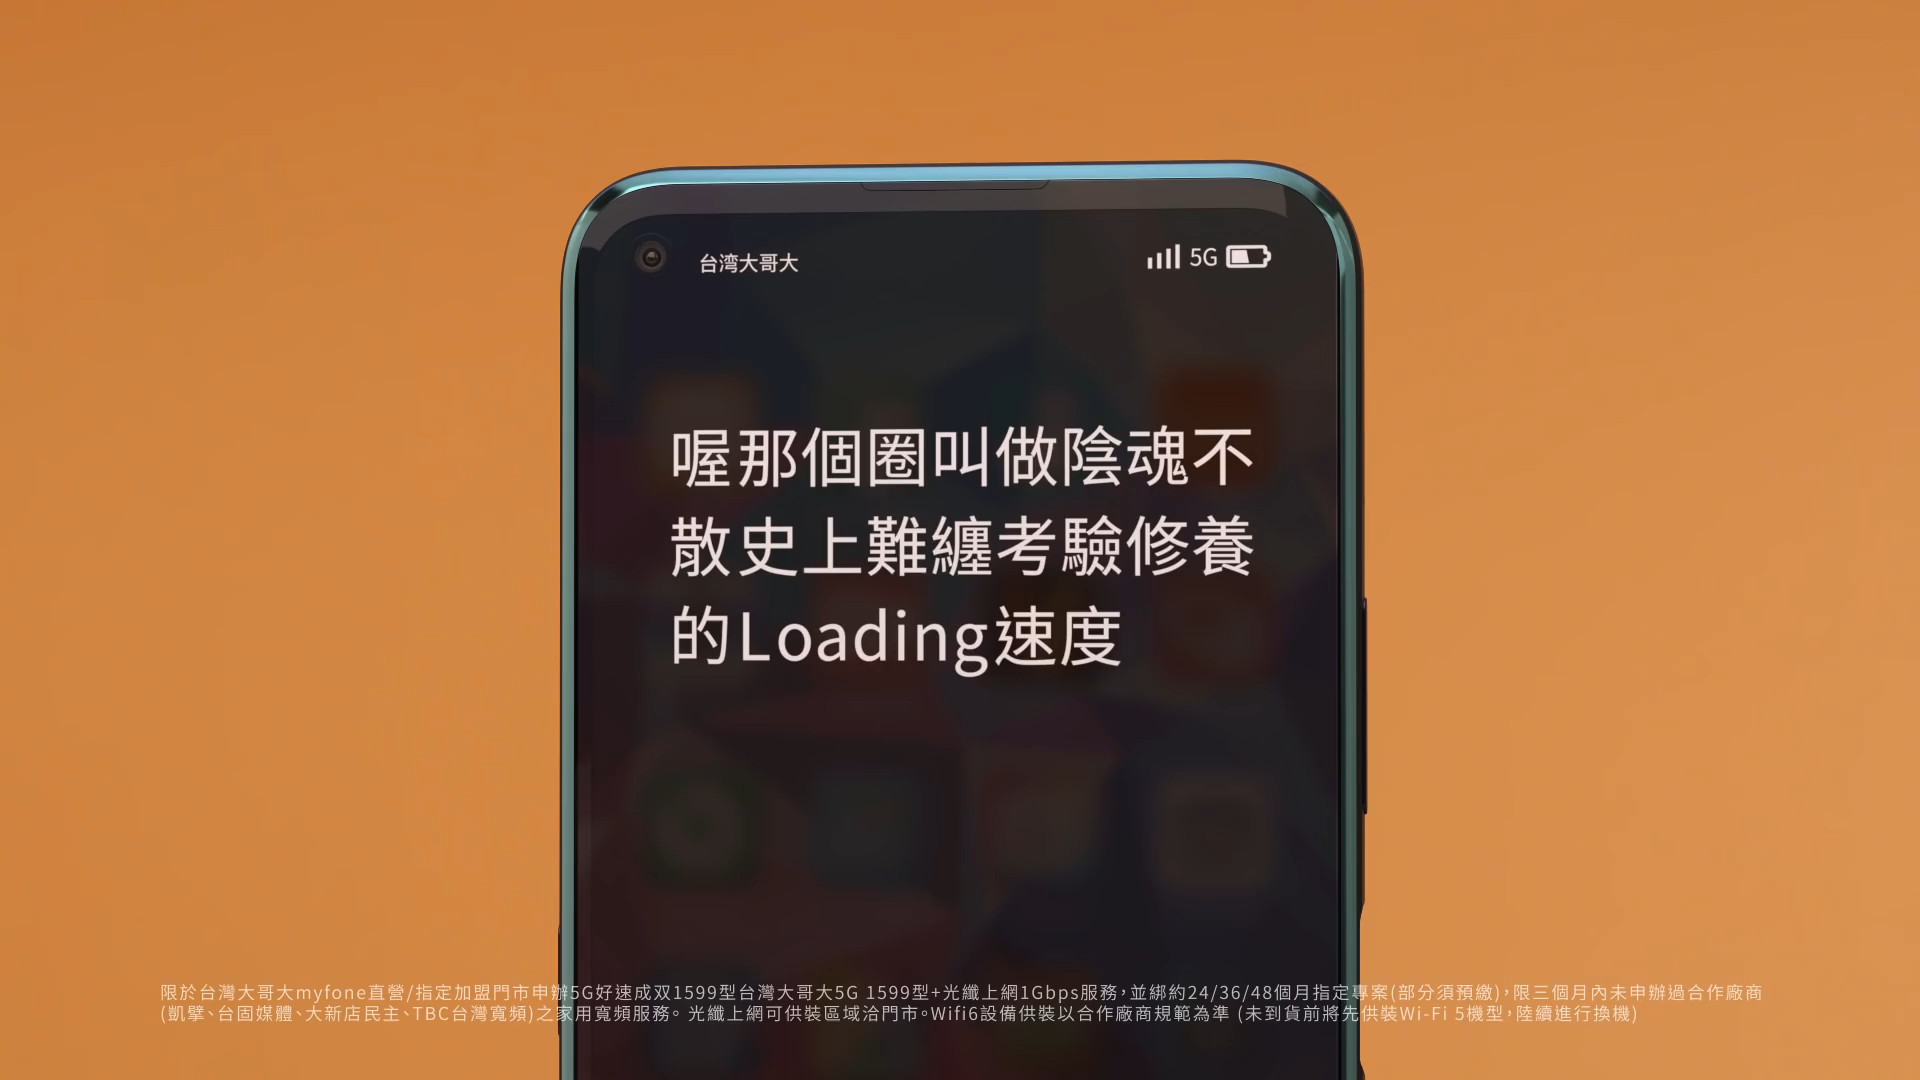 台湾大哥大
5G
喔那個圈叫做陰魂不
散史上難纏考驗修養
的Loading速度
限於台灣大哥大myfone直營/指定加盟門市申辦5G好速成双1599型台灣大哥大5G 1599型+光纖上網1Gbps服務，並綁約24/36/48個月指定專案(部分須預繳)，限三個月內未申辦過合作廠商
(凱擘、台固媒體、大新店民主、TBC台灣寬頻)之家用寬頻服務。光纖上網可供裝區域洽門市。Wifi6設備供裝以合作廠商規範為準 (未到貨前將先供裝Wi-Fi 5機型，陸續進行換機)